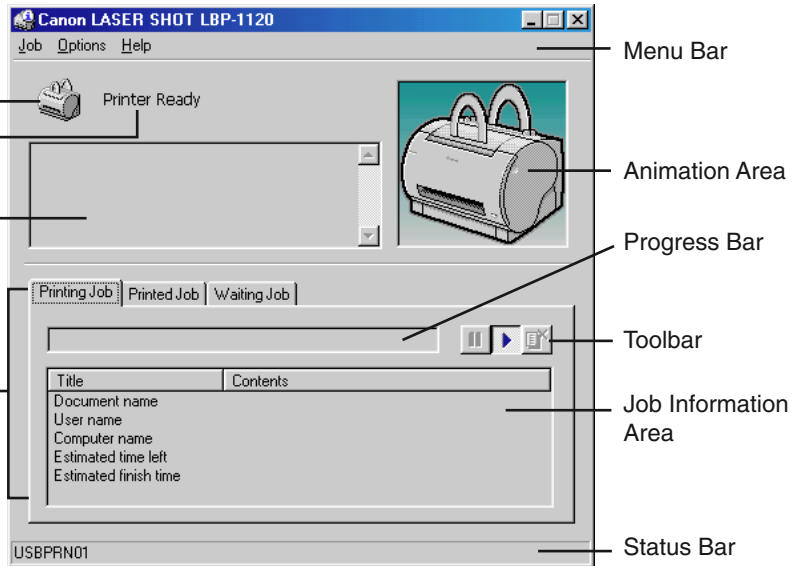 Canon LASER SHOT LBP-1120
Job Options Help
Menu Bar
Printer Ready
Animation Area
Progress Bar
Printing Job Printed Job Waiting Job
Toolbar
Title Contents
Document name
User name
Computer name
Estimated time left
Estimated finish time
Job Information
Area
USBPRN01
Status Bar